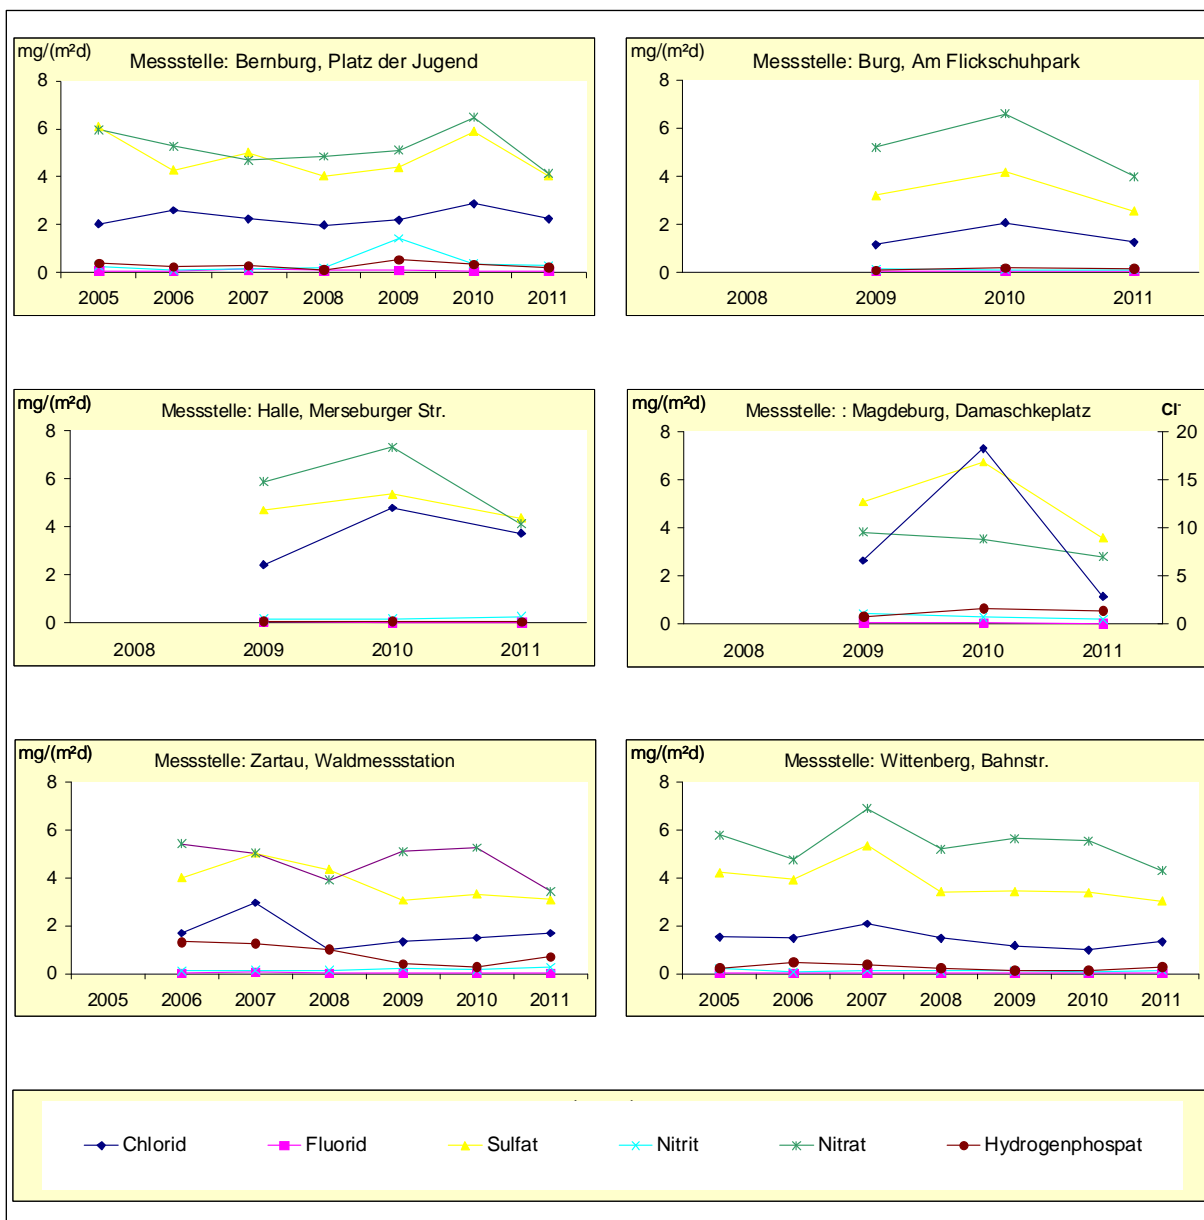 mg/(m²d)
Messstelle: Bernburg, Platz der Jugend
8
6
4
2
0
2005 2006 2007 2008 2009 2010 2011
mg/(m²d)
Messstelle: Burg, Am Flickschuhpark
8
6
4
2
0
2008 2009 2010 2011
mg/(m²d)
Messstelle: Halle, Merseburger Str.
8
6
4
2
0
2008 2009 2010 2011
mg/(m²d)
Messstelle: : Magdeburg, Damaschkeplatz
Cl⁻
8
6
4
2
0
20
15
10
5
0
2008 2009 2010 2011
mg/(m²d)
Messstelle: Zartau, Waldmessstation
8
6
4
2
0
2005 2006 2007 2008 2009 2010 2011
mg/(m²d)
Messstelle: Wittenberg, Bahnstr.
8
6
4
2
0
2005 2006 2007 2008 2009 2010 2011
Chlorid Fluorid Sulfat Nitrit Nitrat Hydrogenphospat